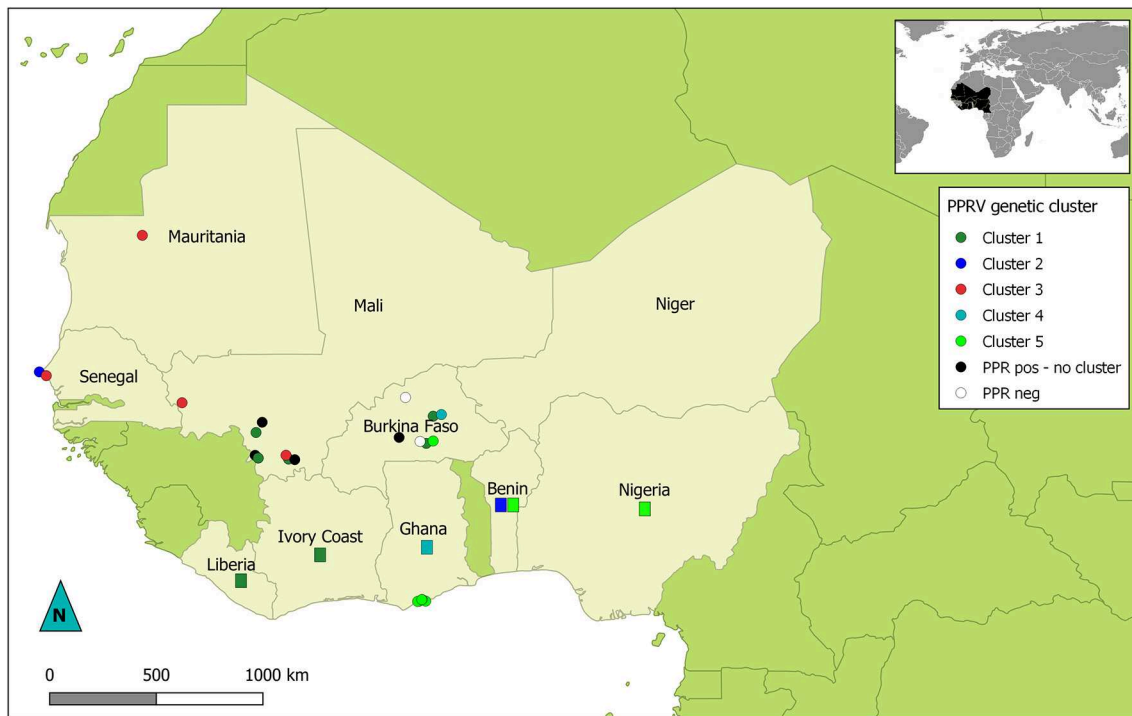 Mauritania
Mali
Niger
Senegal
Burkina Faso
Benin
Nigeria
Ghana
Ivory Coast
Liberia
N
0 500 1000 km
PPRV genetic cluster
Cluster 1
Cluster 2
Cluster 3
Cluster 4
Cluster 5
PPR pos - no cluster
PPR neg